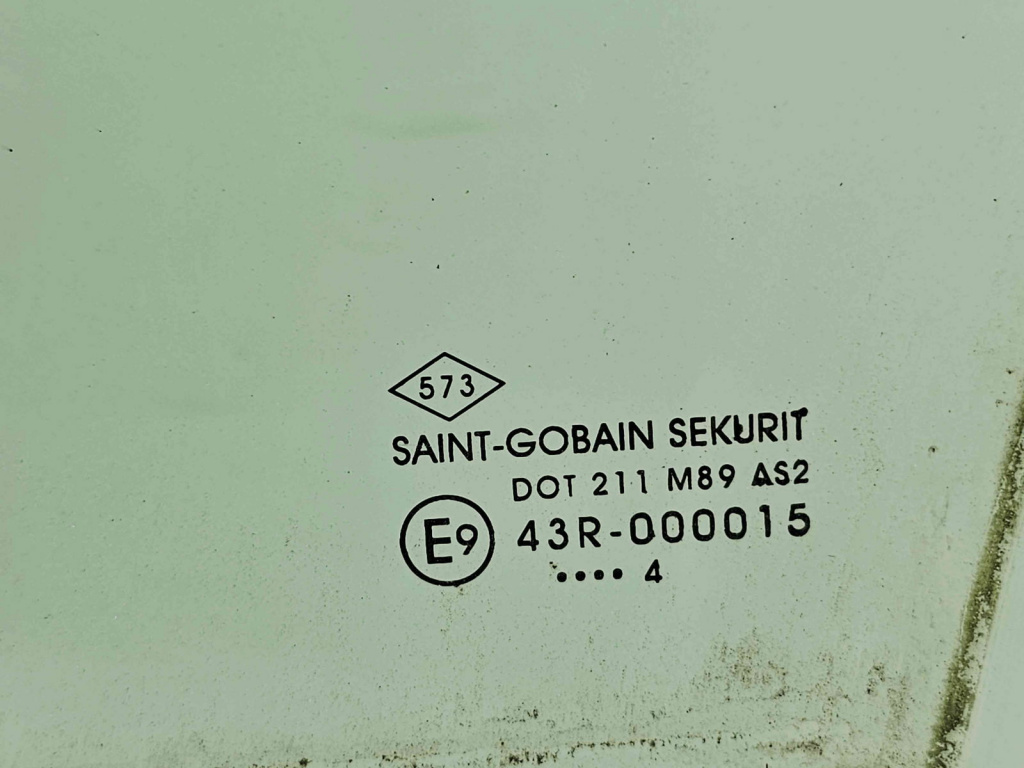 573
SAINT-GOBAIN SEKURIT
DOT 211 M89 AS2
E9 43R-000015
•••• 4